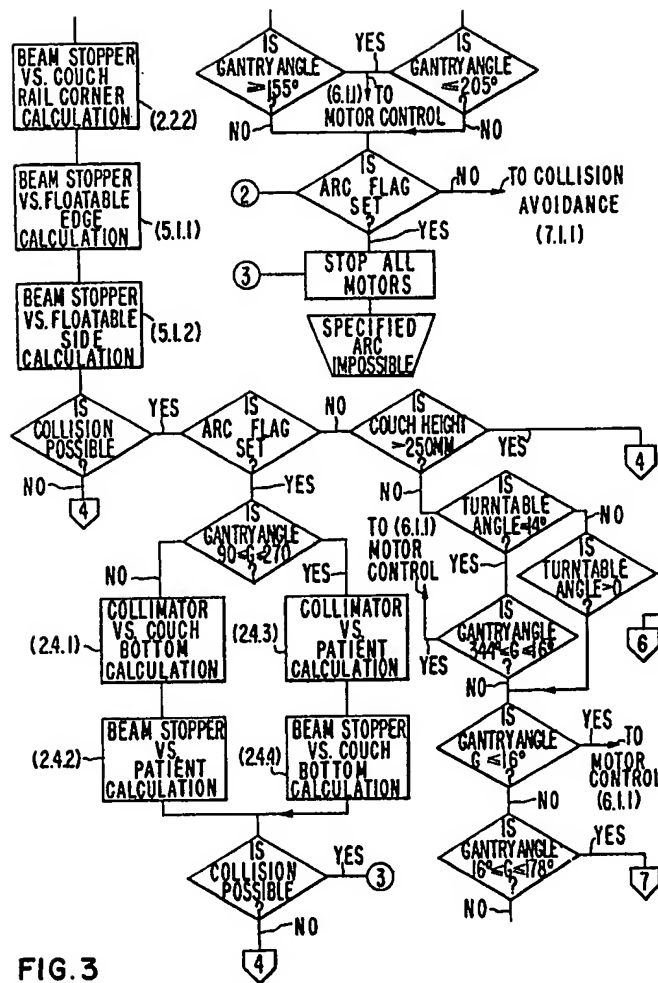 BEAM STOPPER
VS. COUCH
RAIL CORNER
CALCULATION
(2.2.2)
BEAM STOPPER
VS. FLOATABLE
EDGE
CALCULATION
(5.1.1)
BEAM STOPPER
VS. FLOATABLE
SIDE
CALCULATION
(5.1.2)
IS
GANTRY ANGLE
≥155°
?
YES
IS
GANTRY ANGLE
≤205°
?
(6.1.1) TO
MOTOR CONTROL
NO
NO
IS
ARC FLAG
SET
?
2
NO
TO COLLISION
AVOIDANCE
(7.1.1)
YES
3
STOP ALL
MOTORS
SPECIFIED
ARC
IMPOSSIBLE
IS
COLLISION
POSSIBLE
?
YES
NO
4
IS
ARC FLAG
SET
?
NO
YES
IS
COUCH HEIGHT
>250MM
?
YES
4
NO
IS
GANTRY ANGLE
90≤G≤270
?
NO
YES
COLLIMATOR
VS. COUCH
BOTTOM
CALCULATION
(2.4.1)
COLLIMATOR
VS
PATIENT
CALCULATION
(2.4.3)
BEAM STOPPER
VS
PATIENT
CALCULATION
(2.4.2)
BEAM STOPPER
VS. COUCH
BOTTOM
CALCULATION
(2.4.4)
IS
COLLISION
POSSIBLE
?
YES
3
NO
4
IS
TURNTABLE
ANGLE≤14°
?
NO
YES
IS
TURNTABLE
ANGLE>0
?
6
TO (6.1.1)
MOTOR
CONTROL
IS
GANTRY ANGLE
344°≤G≤16°
?
YES
NO
IS
GANTRY ANGLE
G ≤16°
?
YES
TO
MOTOR
CONTROL
(6.1.1)
NO
IS
GANTRY ANGLE
16°≤G≤178°
?
YES
7
NO
FIG. 3